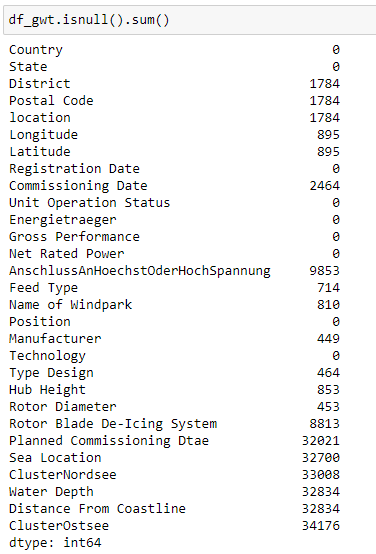 df_gwt.isnull().sum()
Country 0
State 0
District 1784
Postal Code 1784
location 1784
Longitude 895
Latitude 895
Registration Date 0
Commissioning Date 2464
Unit Operation Status 0
Energietraeger 0
Gross Performance 0
Net Rated Power 0
AnschlussAnHoechstOderHochSpannung 9853
Feed Type 714
Name of Windpark 810
Position 0
Manufacturer 449
Technology 0
Type Design 464
Hub Height 853
Rotor Diameter 453
Rotor Blade De-Icing System 8813
Planned Commissioning Dtae 32021
Sea Location 32700
ClusterNordsee 33008
Water Depth 32834
Distance From Coastline 32834
ClusterOstsee 34176
dtype: int64